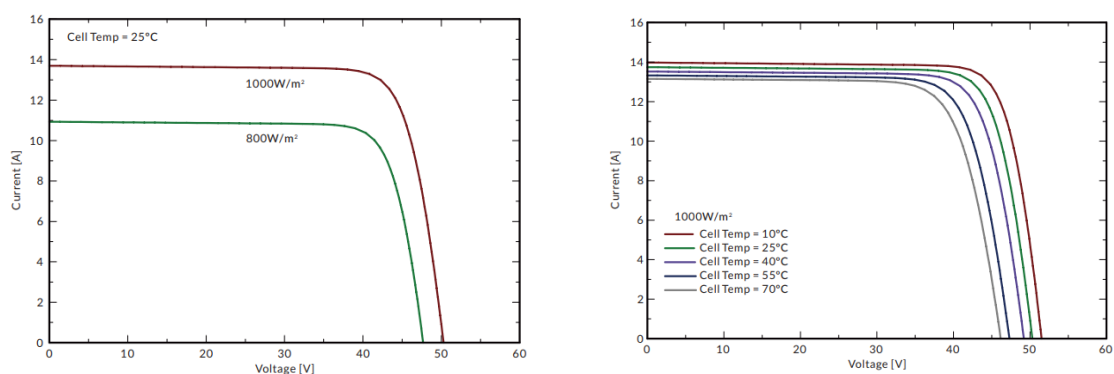 16
14
12
10
8
6
4
2
0
Current [A]
Cell Temp = 25°C
1000W/m²
800W/m²
0 10 20 30 40 50 60
Voltage [V]
16
14
12
10
8
6
4
2
0
Current [A]
1000W/m²
Cell Temp = 10°C
Cell Temp = 25°C
Cell Temp = 40°C
Cell Temp = 55°C
Cell Temp = 70°C
0 10 20 30 40 50 60
Voltage [V]